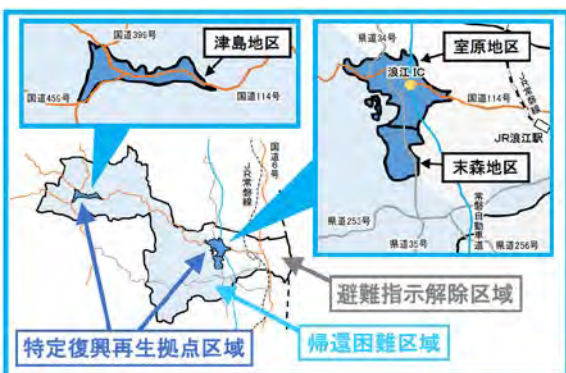 国道399号
津島地区
国道459号
国道114号
県道34号
室原地区
浪江IC
国道114号
JR常磐線
JR浪江駅
末森地区
県道253号
常磐自動車道
県道35号
県道256号
国道6号
JR常磐線
避難指示解除区域
特定復興再生拠点区域
帰還困難区域